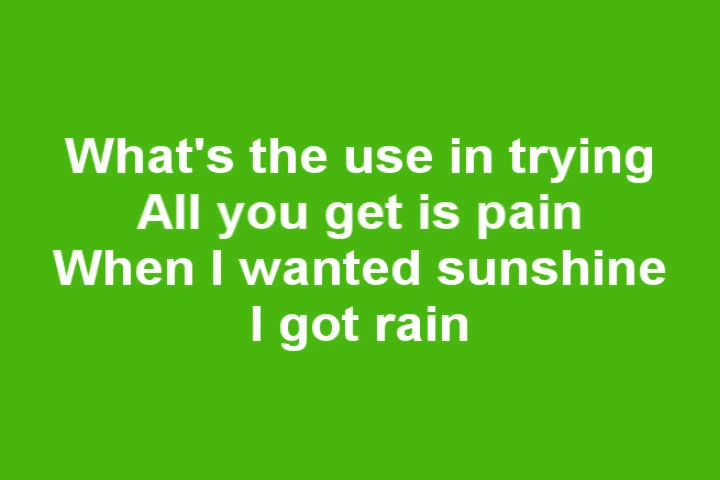 What's the use in trying
All you get is pain
When I wanted sunshine
I got rain